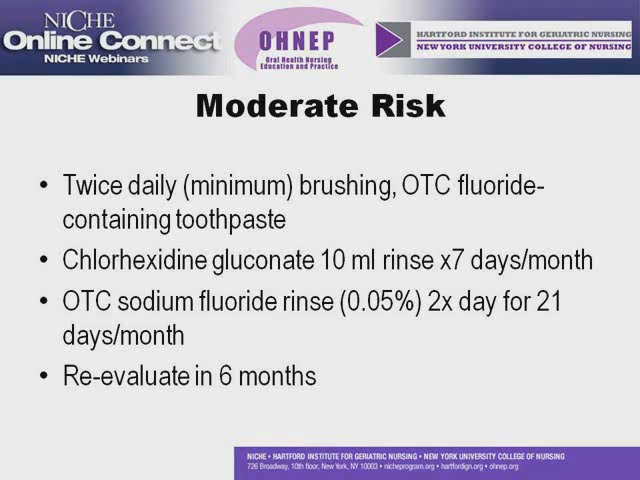 NICHE
Online Connect
NICHE Webinars
OHNEP
Oral Health Nursing
Education and Practice
HARTFORD INSTITUTE FOR GERIATRIC NURSING
NEW YORK UNIVERSITY COLLEGE OF NURSING
Moderate Risk
• Twice daily (minimum) brushing, OTC fluoride-
containing toothpaste
• Chlorhexidine gluconate 10 ml rinse x7 days/month
• OTC sodium fluoride rinse (0.05%) 2x day for 21
days/month
• Re-evaluate in 6 months
NICHE • HARTFORD INSTITUTE FOR GERIATRIC NURSING • NEW YORK UNIVERSITY COLLEGE OF NURSING
726 Broadway, 10th floor, New York, NY 10003 • nicheprogram.org • hartfordign.org • ohnep.org